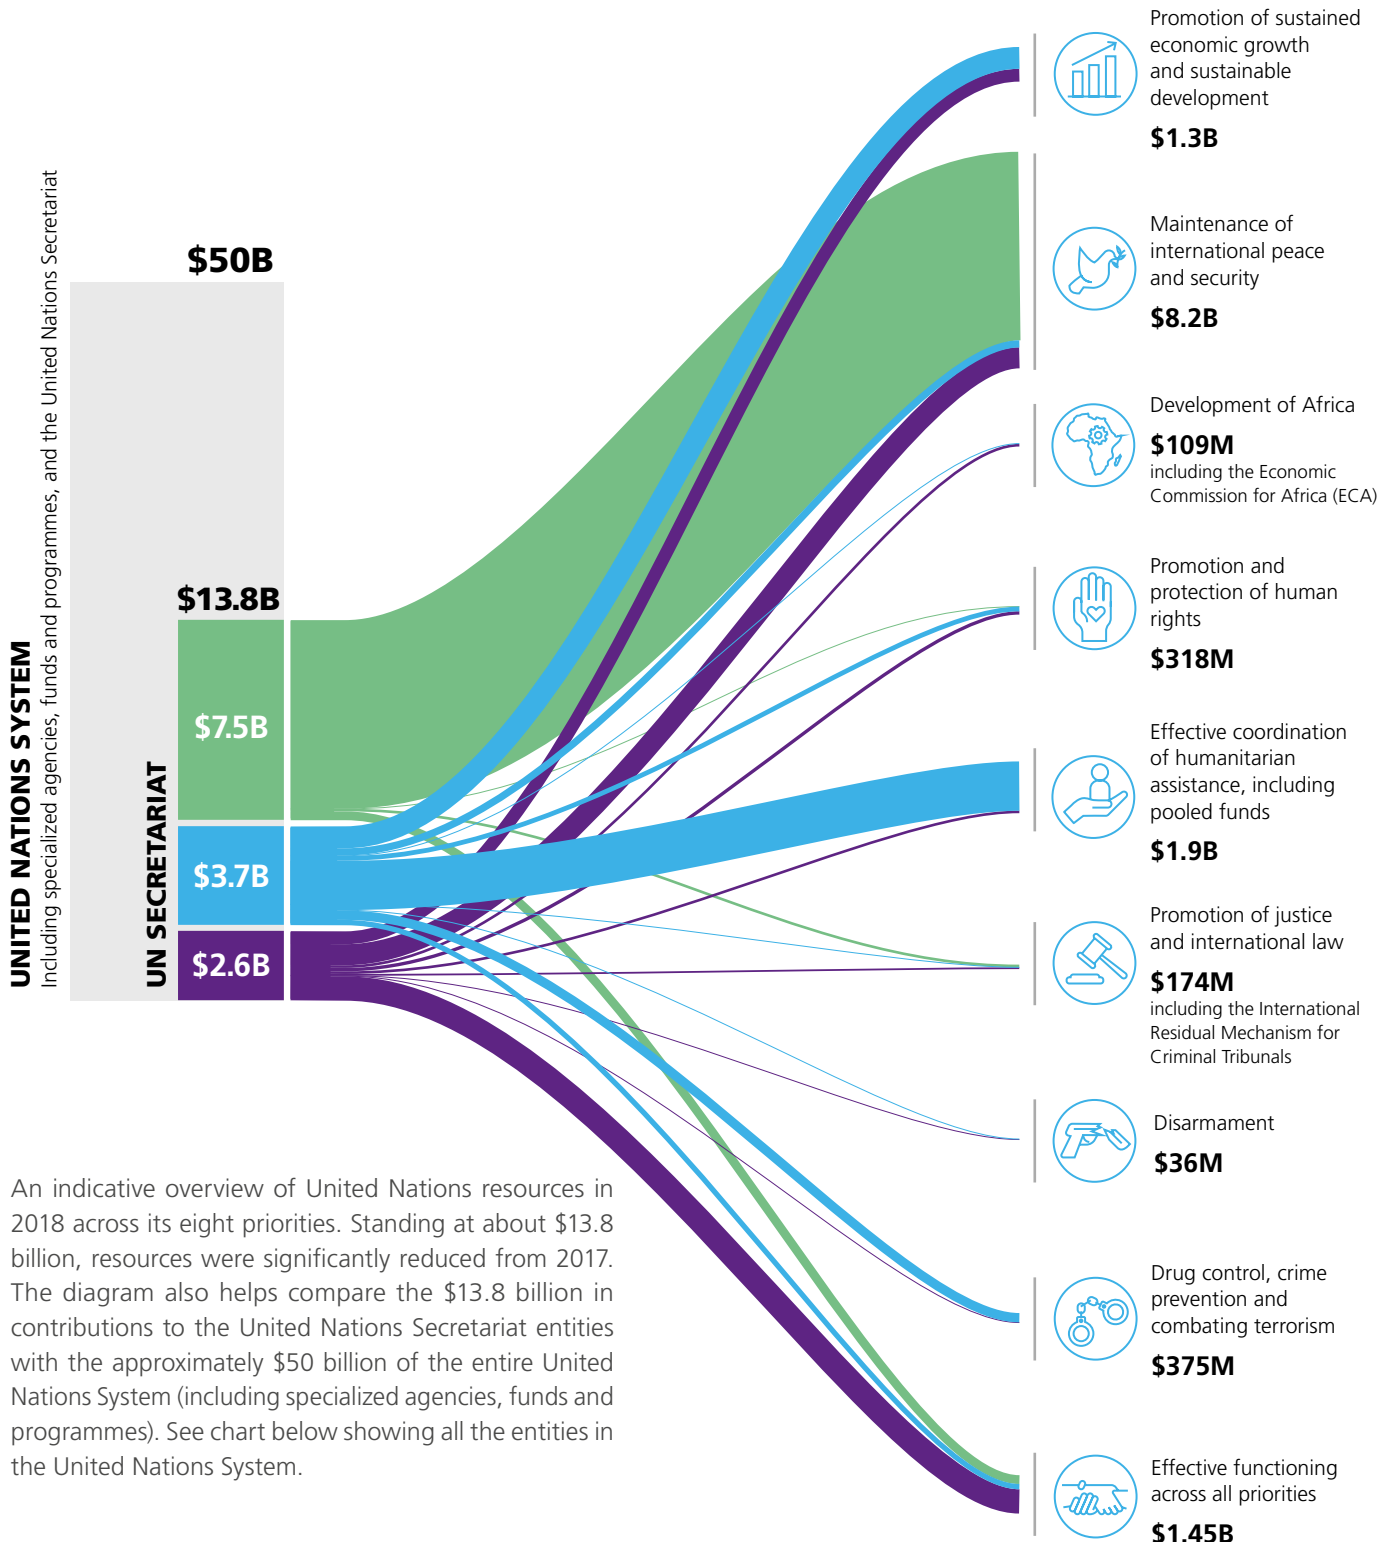 UNITED NATIONS SYSTEM
Including specialized agencies, funds and programmes, and the United Nations Secretariat
$50B
$13.8B
UN SECRETARIAT
$7.5B
$3.7B
$2.6B
Promotion of sustained
economic growth
and sustainable
development
$1.3B
Maintenance of
international peace
and security
$8.2B
Development of Africa
$109M
including the Economic
Commission for Africa (ECA)
Promotion and
protection of human
rights
$318M
Effective coordination
of humanitarian
assistance, including
pooled funds
$1.9B
Promotion of justice
and international law
$174M
including the International
Residual Mechanism for
Criminal Tribunals
Disarmament
$36M
Drug control, crime
prevention and
combating terrorism
$375M
Effective functioning
across all priorities
$1.45B
An indicative overview of United Nations resources in
2018 across its eight priorities. Standing at about $13.8
billion, resources were significantly reduced from 2017.
The diagram also helps compare the $13.8 billion in
contributions to the United Nations Secretariat entities
with the approximately $50 billion of the entire United
Nations System (including specialized agencies, funds and
programmes). See chart below showing all the entities in
the United Nations System.